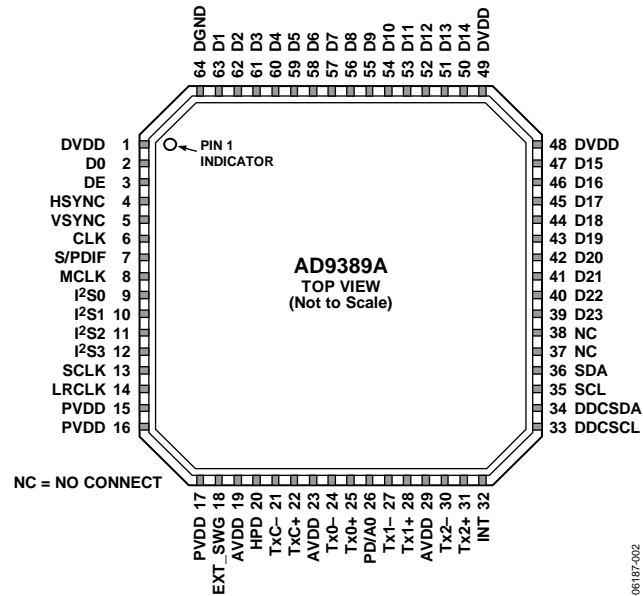 64 DGND
63 D1
62 D2
61 D3
60 D4
59 D5
58 D6
57 D7
56 D8
55 D9
54 D10
53 D11
52 D12
51 D13
50 D14
49 DVDD
DVDD 1
D0 2
DE 3
HSYNC 4
VSYNC 5
CLK 6
S/PDIF 7
MCLK 8
I²S0 9
I²S1 10
I²S2 11
I²S3 12
SCLK 13
LRCLK 14
PVDD 15
PVDD 16
PIN 1
INDICATOR
AD9389A
TOP VIEW
(Not to Scale)
48 DVDD
47 D15
46 D16
45 D17
44 D18
43 D19
42 D20
41 D21
40 D22
39 D23
38 NC
37 NC
36 SDA
35 SCL
34 DDCSDA
33 DDCSCL
NC = NO CONNECT
PVDD 17
EXT_SWG 18
AVDD 19
HPD 20
TxC– 21
TxC+ 22
AVDD 23
Tx0– 24
Tx0+ 25
PD/A0 26
Tx1– 27
Tx1+ 28
AVDD 29
Tx2– 30
Tx2+ 31
INT 32
06187-002